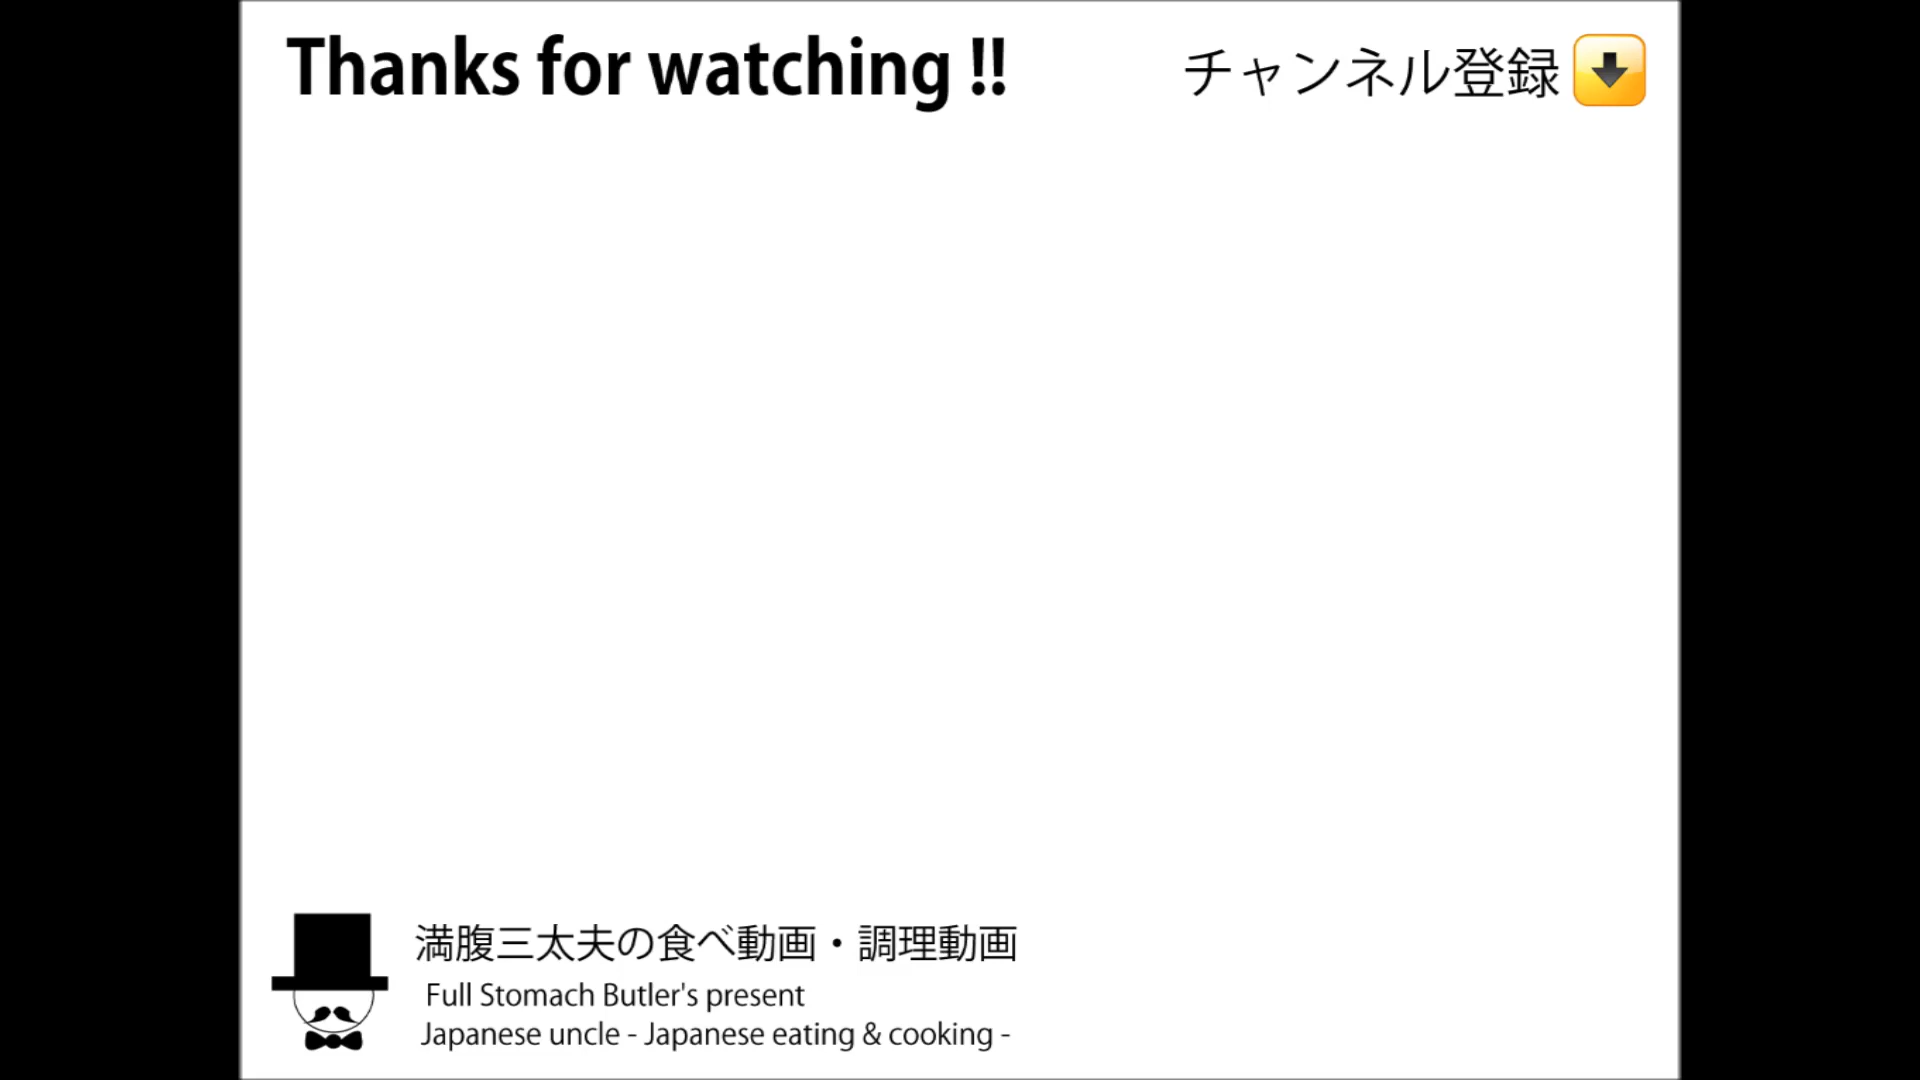 Thanks for watching !!
チャンネル登録
満腹三太夫の食べ動画・調理動画
Full Stomach Butler's present
Japanese uncle - Japanese eating & cooking -